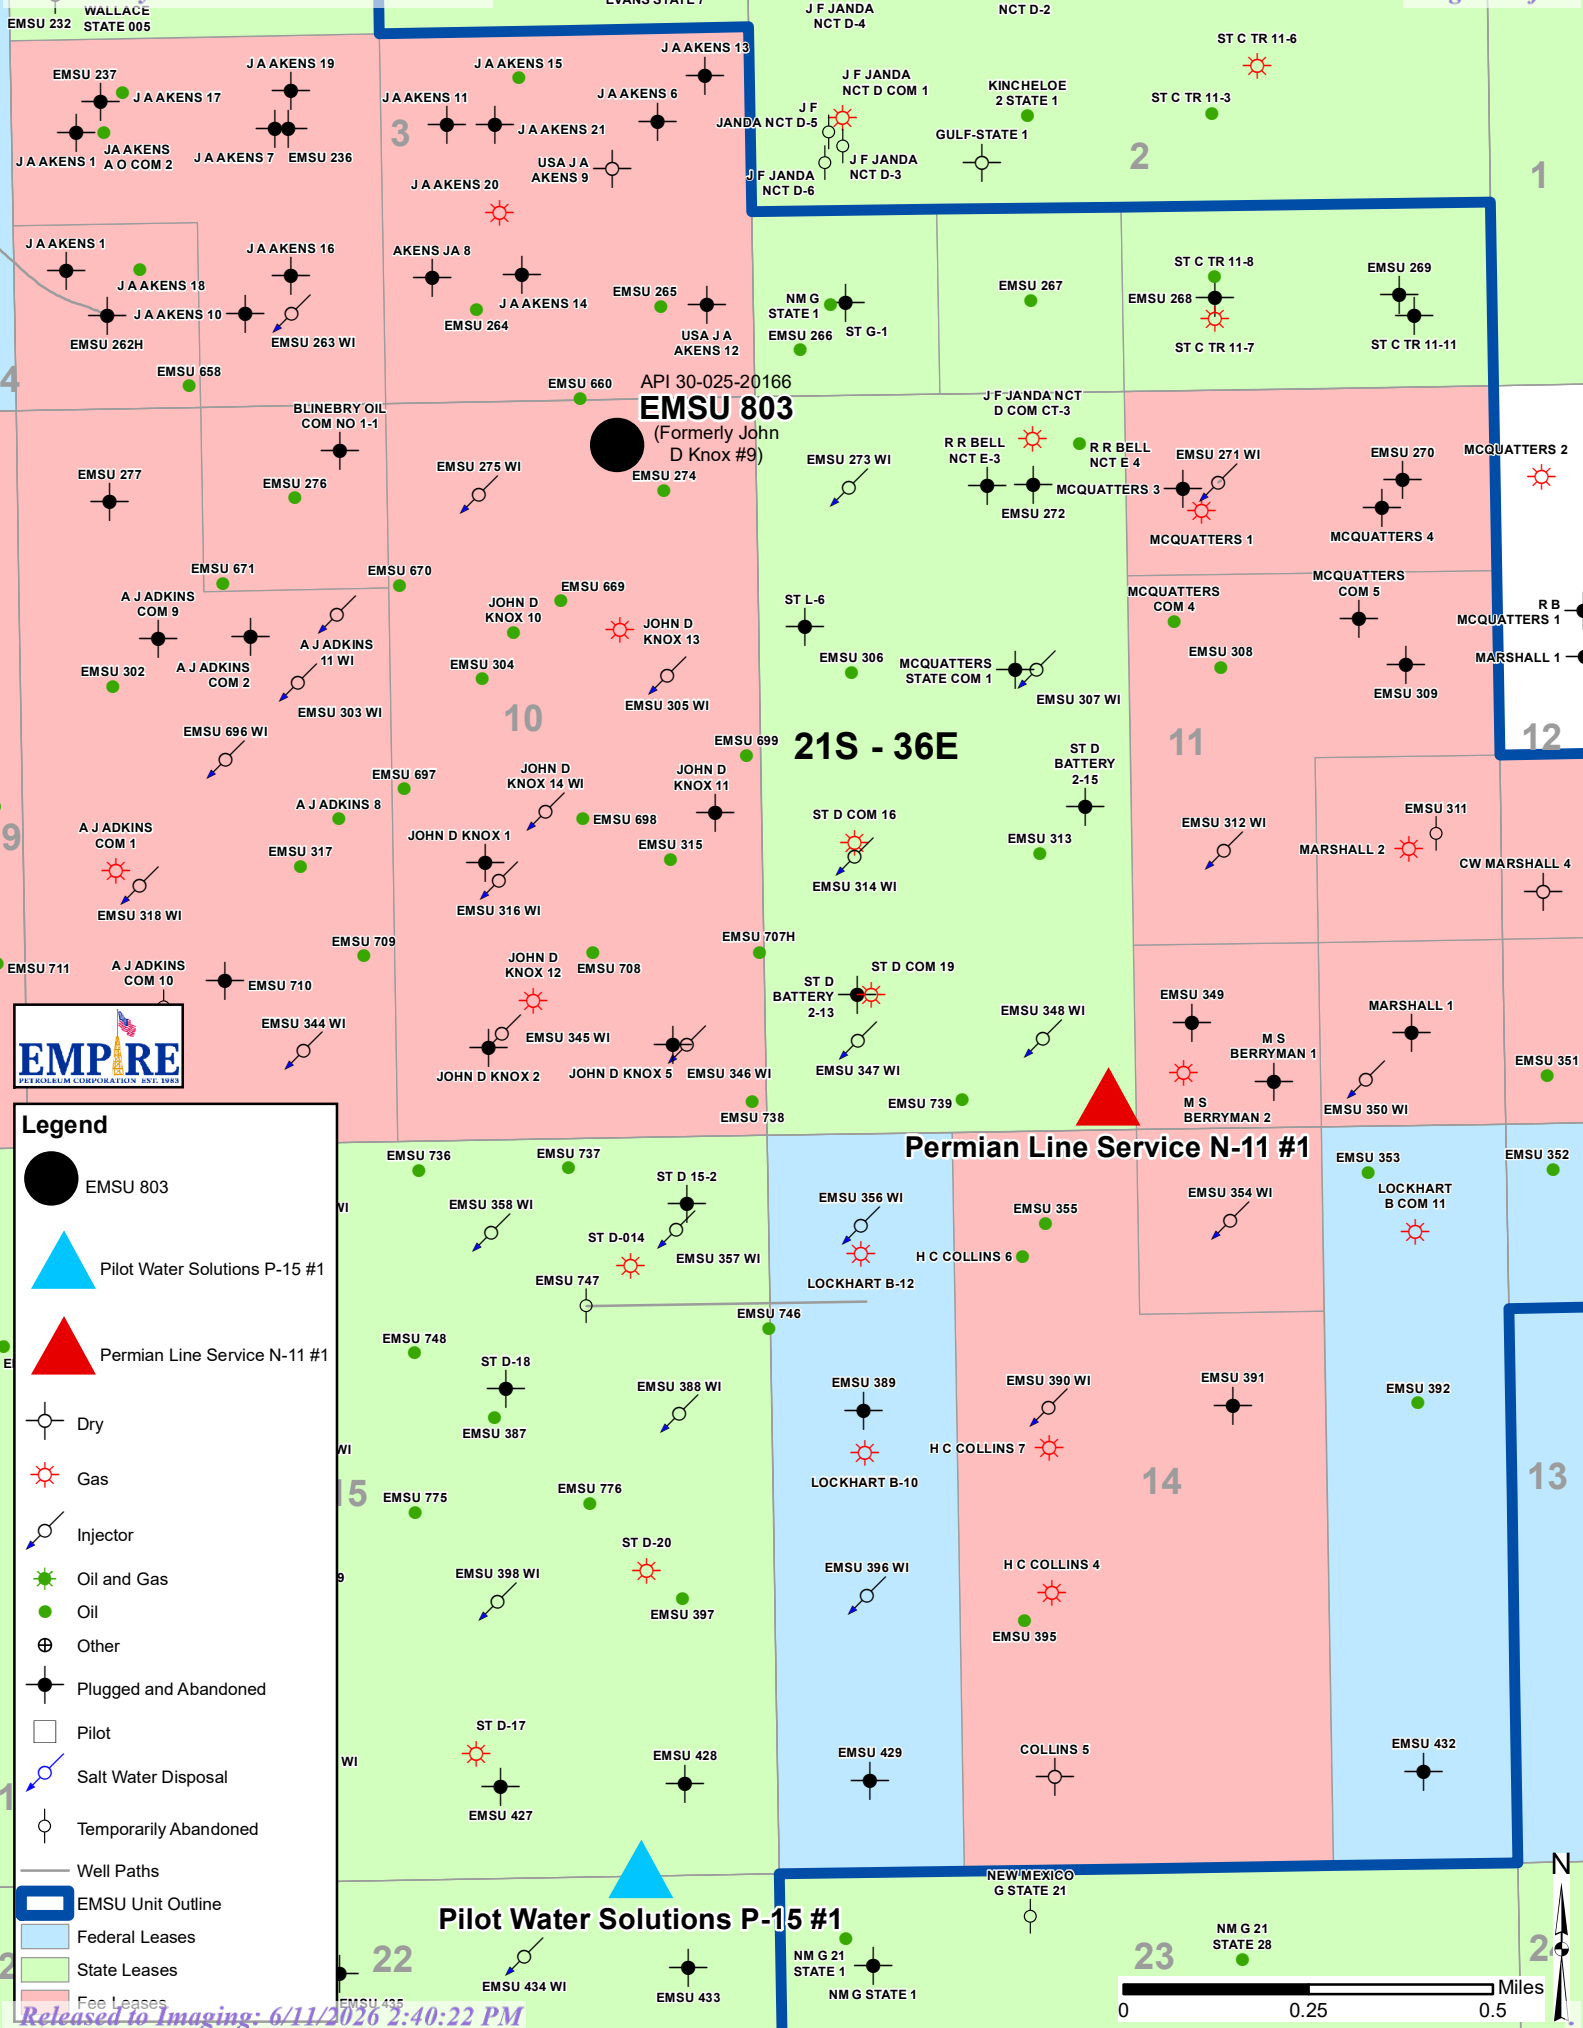 EMSU 232
WALLACE
STATE 005
EVANS STATE 7
J F JANDA
NCT D-4
NCT D-2
ST C TR 11-6
J A AKENS 13
EMSU 237
J A AKENS 17
J A AKENS 19
J A AKENS 15
J A AKENS 11
J A AKENS 6
J F JANDA
NCT D COM 1
KINCHELOE
2 STATE 1
ST C TR 11-3
J F
JANDA NCT D-5
GULF-STATE 1
3
J A AKENS 21
J A AKENS 1
JA AKENS
A O COM 2
J A AKENS 7
EMSU 236
USA J A
AKENS 9
J F JANDA
NCT D-3
J F JANDA
NCT D-6
2
1
J A AKENS 20
J A AKENS 1
J A AKENS 16
AKENS JA 8
J A AKENS 18
J A AKENS 10
EMSU 262H
EMSU 263 WI
J A AKENS 14
EMSU 264
EMSU 265
USA J A
AKENS 12
NM G
STATE 1
ST G-1
EMSU 266
EMSU 267
ST C TR 11-8
EMSU 268
ST C TR 11-7
EMSU 269
ST C TR 11-11
4
EMSU 658
EMSU 660
API 30-025-20166
EMSU 803
(Formerly John
D Knox #9)
BLINEBRY OIL
COM NO 1-1
J F JANDA NCT
D COM CT-3
R R BELL
NCT E-3
R R BELL
NCT E 4
EMSU 277
EMSU 276
EMSU 275 WI
EMSU 274
EMSU 273 WI
EMSU 272
MCQUATTERS 3
EMSU 271 WI
MCQUATTERS 1
EMSU 270
MCQUATTERS 4
MCQUATTERS 2
EMSU 671
EMSU 670
EMSU 669
A J ADKINS
COM 9
A J ADKINS
COM 2
A J ADKINS
11 WI
EMSU 302
EMSU 303 WI
JOHN D
KNOX 10
JOHN D
KNOX 13
EMSU 304
EMSU 305 WI
ST L-6
EMSU 306
MCQUATTERS
STATE COM 1
EMSU 307 WI
MCQUATTERS
COM 4
MCQUATTERS
COM 5
EMSU 308
EMSU 309
R B
MCQUATTERS 1
MARSHALL 1
EMSU 696 WI
10
EMSU 699
21S - 36E
ST D
BATTERY
2-15
11
12
EMSU 697
JOHN D
KNOX 14 WI
JOHN D
KNOX 11
A J ADKINS 8
EMSU 698
9
A J ADKINS
COM 1
EMSU 317
JOHN D KNOX 1
EMSU 315
ST D COM 16
EMSU 314 WI
EMSU 313
EMSU 312 WI
EMSU 311
MARSHALL 2
CW MARSHALL 4
EMSU 318 WI
EMSU 316 WI
EMSU 709
EMSU 707H
EMSU 711
A J ADKINS
COM 10
EMSU 710
JOHN D
KNOX 12
EMSU 708
ST D COM 19
ST D
BATTERY
2-13
EMSU 344 WI
EMSU 345 WI
EMSU 348 WI
EMSU 349
MARSHALL 1
M S
BERRYMAN 1
JOHN D KNOX 2
JOHN D KNOX 5
EMSU 346 WI
EMSU 347 WI
EMSU 351
EMSU 738
EMSU 739
M S
BERRYMAN 2
EMSU 350 WI
EMPIRE
PETROLEUM CORPORATION EST. 1983
Permian Line Service N-11 #1
EMSU 736
EMSU 737
EMSU 353
EMSU 352
ST D 15-2
EMSU 358 WI
EMSU 357 WI
ST D-014
EMSU 356 WI
LOCKHART B-12
EMSU 355
H C COLLINS 6
EMSU 354 WI
LOCKHART
B COM 11
EMSU 747
EMSU 746
EMSU 748
ST D-18
EMSU 387
EMSU 388 WI
EMSU 389
LOCKHART B-10
EMSU 390 WI
H C COLLINS 7
EMSU 391
EMSU 392
WI
WI
15
14
13
EMSU 775
EMSU 776
ST D-20
EMSU 398 WI
EMSU 397
EMSU 396 WI
H C COLLINS 4
EMSU 395
9
ST D-17
EMSU 427
EMSU 428
EMSU 429
COLLINS 5
EMSU 432
WI
Pilot Water Solutions P-15 #1
NEW MEXICO
G STATE 21
22
EMSU 434 WI
EMSU 433
EMSU 435
NM G 21
STATE 1
NM G STATE 1
NM G 21
STATE 28
23
Legend
EMSU 803
Pilot Water Solutions P-15 #1
Permian Line Service N-11 #1
Dry
Gas
Injector
Oil and Gas
Oil
Other
Plugged and Abandoned
Pilot
Salt Water Disposal
Temporarily Abandoned
Well Paths
EMSU Unit Outline
Federal Leases
State Leases
Fee Leases
N
Miles
0 0.25 0.5
Released to Imaging: 6/11/2026 2:40:22 PM